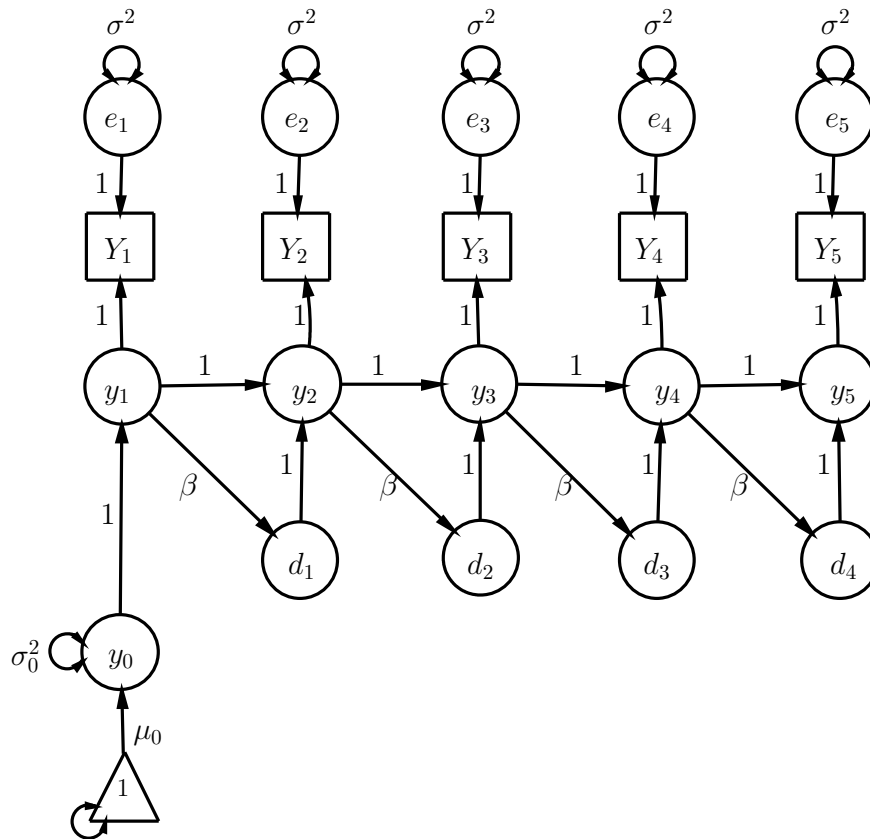 σ² σ² σ² σ² σ²
e₁ e₂ e₃ e₄ e₅
1 1 1 1 1
Y₁ Y₂ Y₃ Y₄ Y₅
1 1 1 1 1
1 1 1 1
y₁ y₂ y₃ y₄ y₅
β 1 β 1 β 1 β 1
1
d₁ d₂ d₃ d₄
σ₀² y₀
μ₀
1